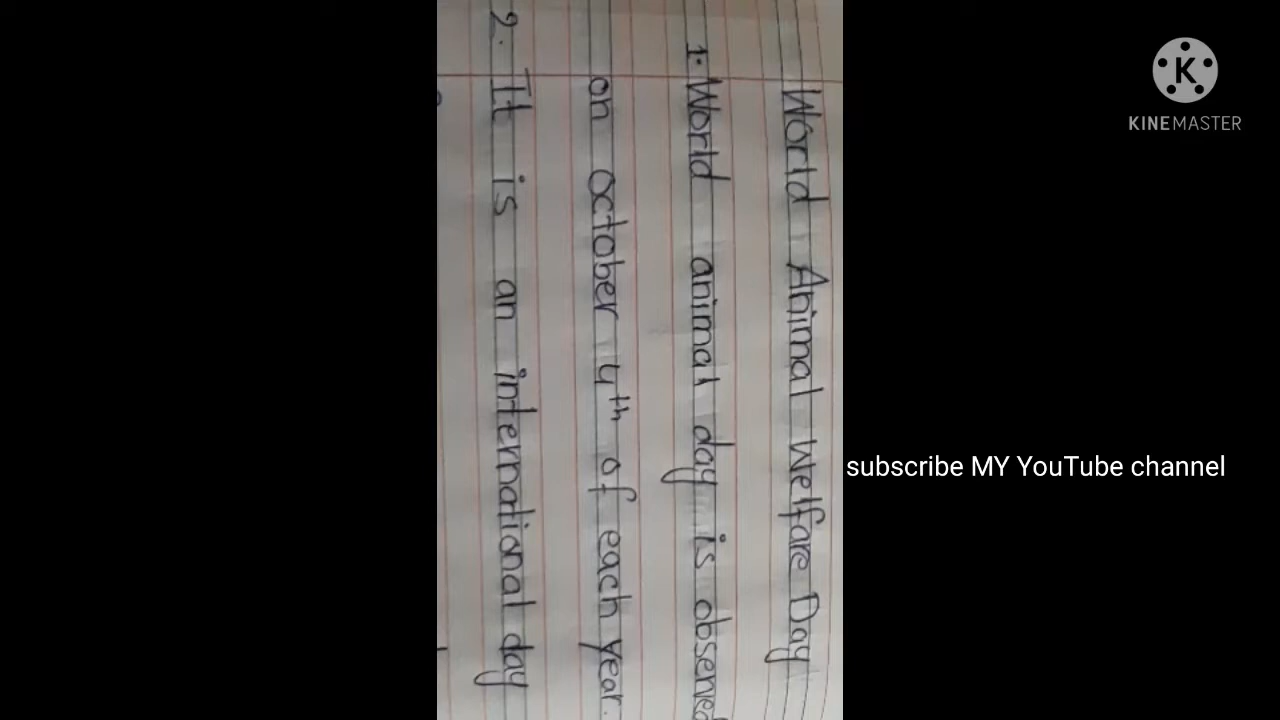 World Animal Welfare Day
1. World animal day is observed
on october 4th of each year.
2. It is an international day
K
KINEMASTER
subscribe MY YouTube channel